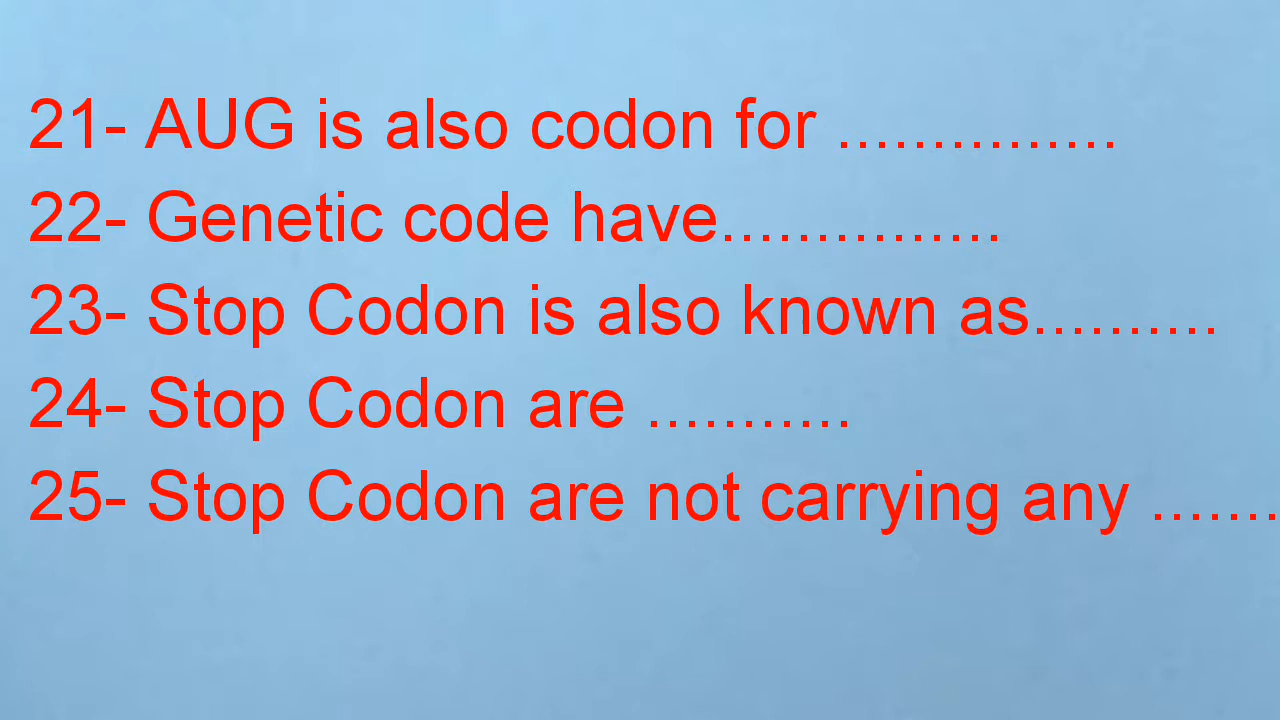 21- AUG is also codon for ...............
22- Genetic code have...............
23- Stop Codon is also known as..........
24- Stop Codon are ...........
25- Stop Codon are not carrying any .......